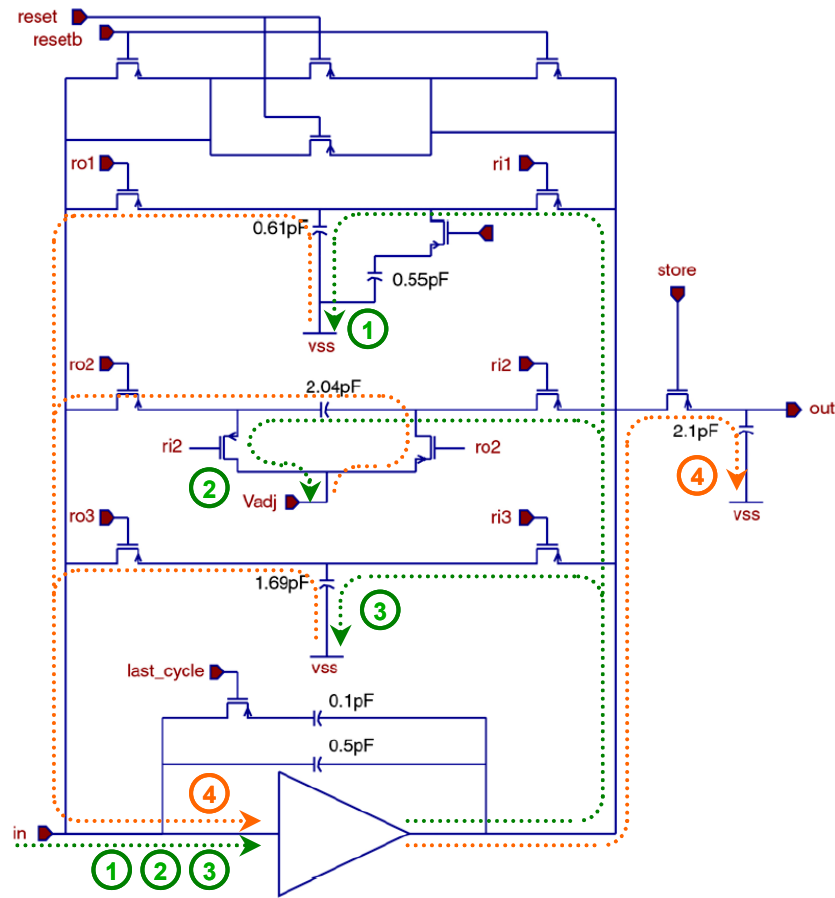 reset
resetb
ro1
ri1
0.61pF
0.55pF
store
1
vss
ro2
ri2
2.04pF
out
2.1pF
ri2
ro2
2
4
Vadj
vss
ro3
ri3
1.69pF
3
vss
last_cycle
0.1pF
0.5pF
4
in
1 2 3